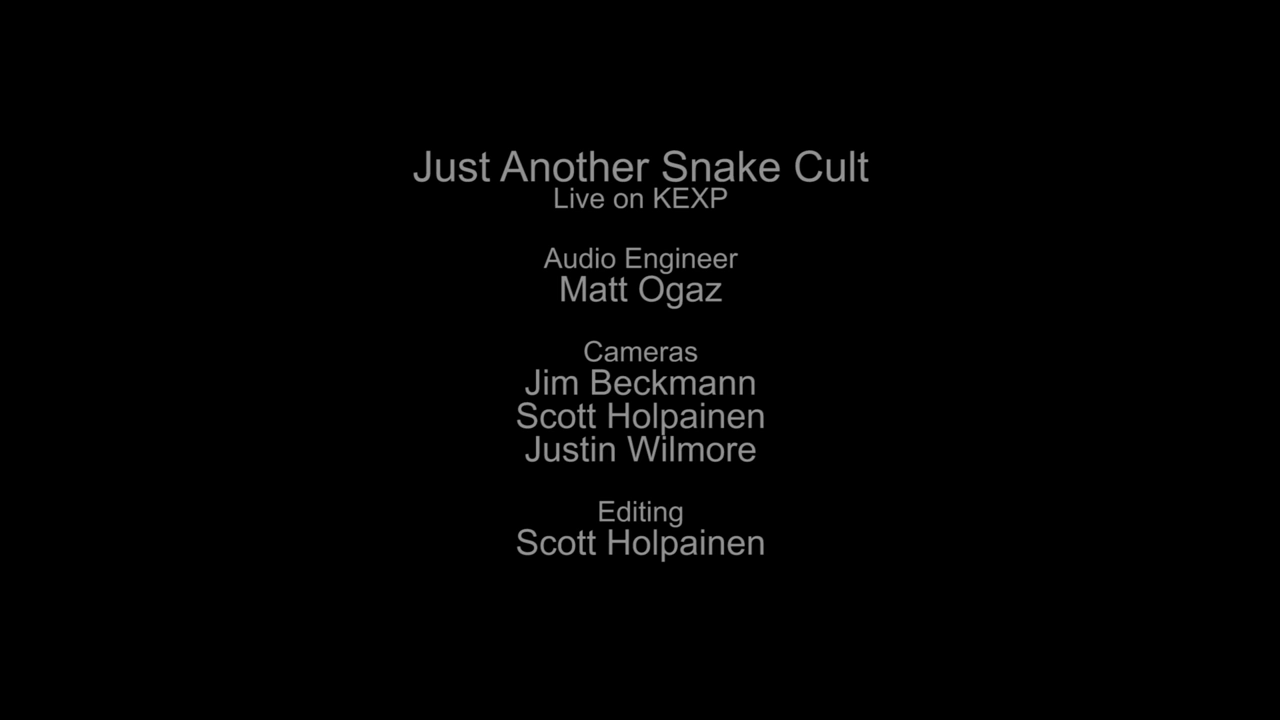 Just Another Snake Cult
Live on KEXP
Audio Engineer
Matt Ogaz
Cameras
Jim Beckmann
Scott Holpainen
Justin Wilmore
Editing
Scott Holpainen